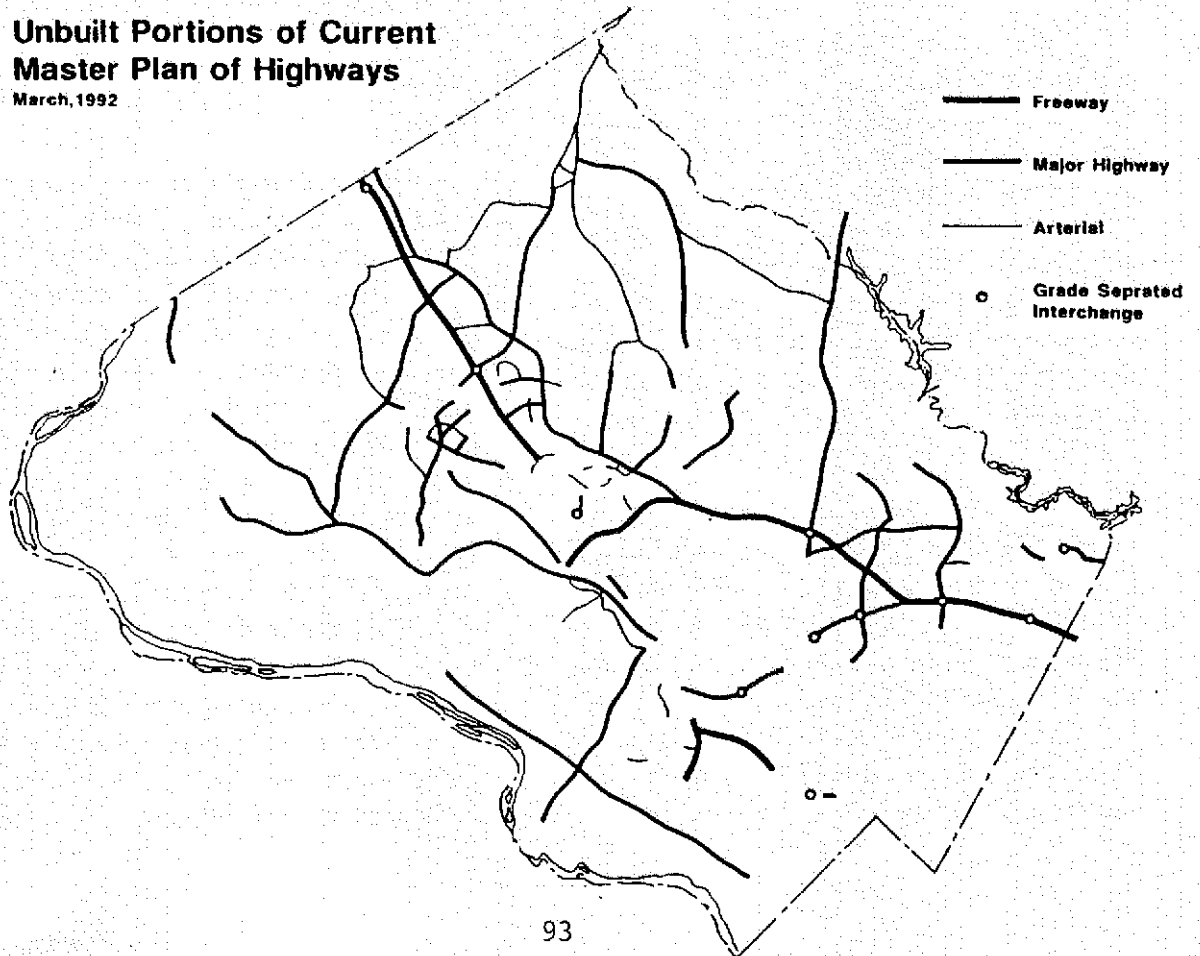 Unbuilt Portions of Current
Master Plan of Highways
March,1992
Freeway
Major Highway
Arterial
Grade Seprated
Interchange
93